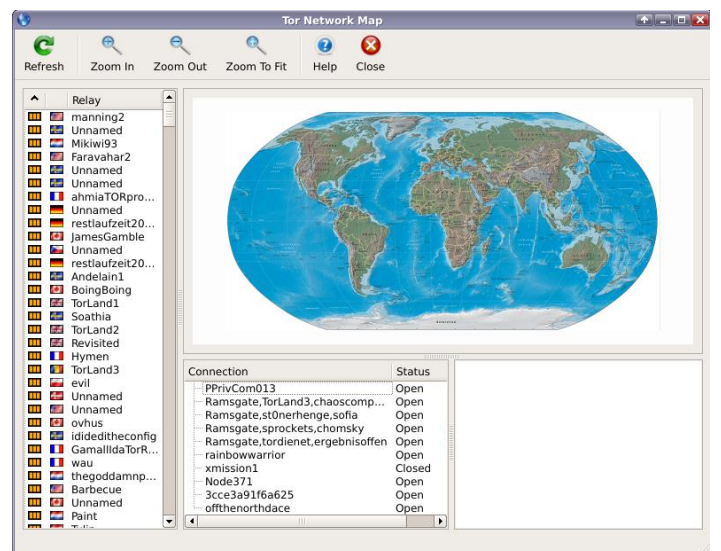 Tor Network Map
Refresh Zoom In Zoom Out Zoom To Fit Help Close
Relay
manning2
Unnamed
Mikiwi93
Faravahar2
Unnamed
Unnamed
ahmiaTORpro...
Unnamed
restlaufzeit20...
JamesGamble
Unnamed
restlaufzeit20...
Andelain1
BoingBoing
TorLand1
Soathia
TorLand2
Revisited
Hymen
TorLand3
evil
Unnamed
Unnamed
ovhus
idideditheconfig
GamallIdaTorR...
wau
thegoddamnp...
Barbecue
Unnamed
Paint
Connection Status
PPrivCom013 Open
Ramsgate,TorLand3,chaoscomp... Open
Ramsgate,st0nerhenge,sofia Open
Ramsgate,sprockets,chomsky Open
Ramsgate,tordienet,ergebnisoffen Open
rainbowwarrior Open
xmission1 Closed
Node371 Open
3cce3a91f6a625 Open
offthenorthdace Open